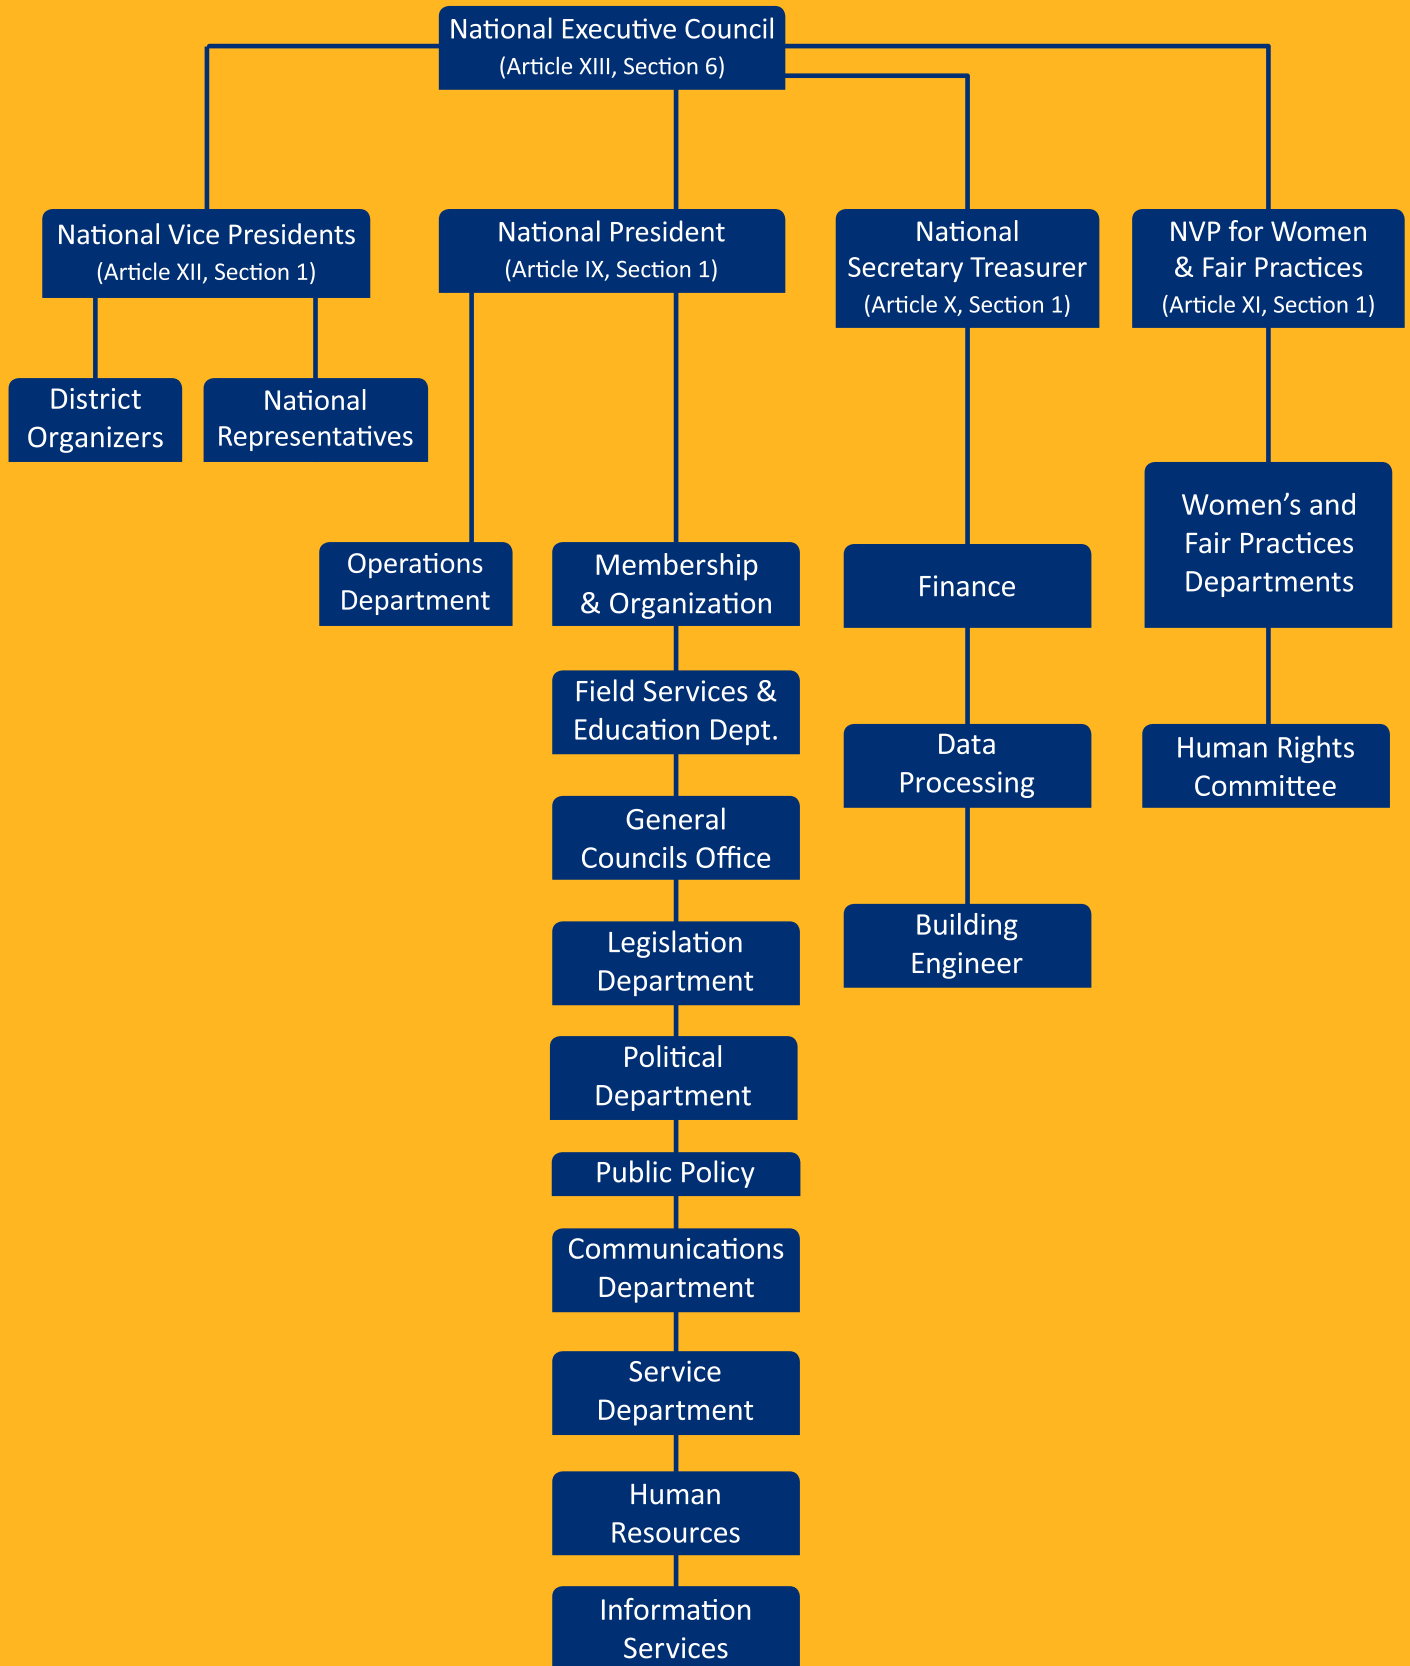 National Executive Council
(Article XIII, Section 6)
National Vice Presidents
(Article XII, Section 1)
National President
(Article IX, Section 1)
National
Secretary Treasurer
(Article X, Section 1)
NVP for Women
& Fair Practices
(Article XI, Section 1)
District
Organizers
National
Representatives
Operations
Department
Membership
& Organization
Field Services &
Education Dept.
General
Councils Office
Legislation
Department
Political
Department
Public Policy
Communications
Department
Service
Department
Human
Resources
Information
Services
Finance
Data
Processing
Building
Engineer
Women’s and
Fair Practices
Departments
Human Rights
Committee